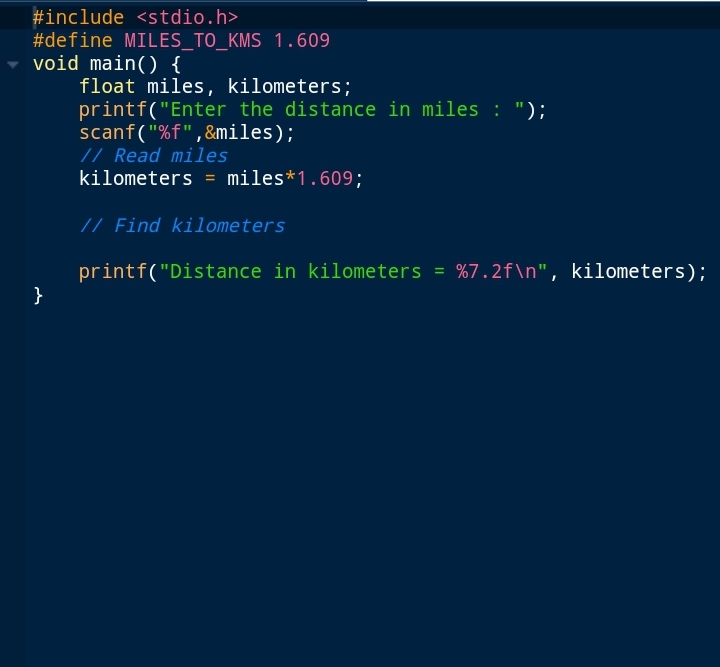 #include <stdio.h>
#define MILES_TO_KMS 1.609
void main() {
    float miles, kilometers;
    printf("Enter the distance in miles : ");
    scanf("%f",&miles);
    // Read miles
    kilometers = miles*1.609;
    // Find kilometers
    printf("Distance in kilometers = %7.2f\n", kilometers);
}